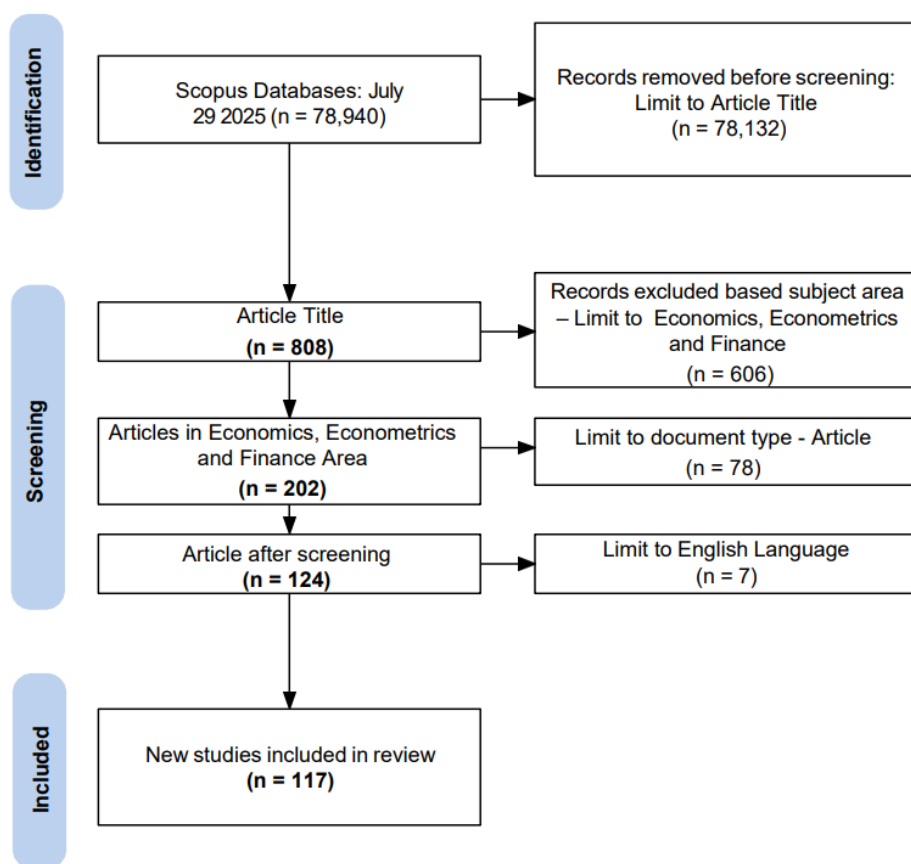 Identification
Scopus Databases: July
29 2025 (n = 78,940)
Records removed before screening:
Limit to Article Title
(n = 78,132)
Screening
Article Title
(n = 808)
Records excluded based subject area
– Limit to Economics, Econometrics
and Finance
(n = 606)
Articles in Economics, Econometrics
and Finance Area
(n = 202)
Limit to document type - Article
(n = 78)
Article after screening
(n = 124)
Limit to English Language
(n = 7)
Included
New studies included in review
(n = 117)